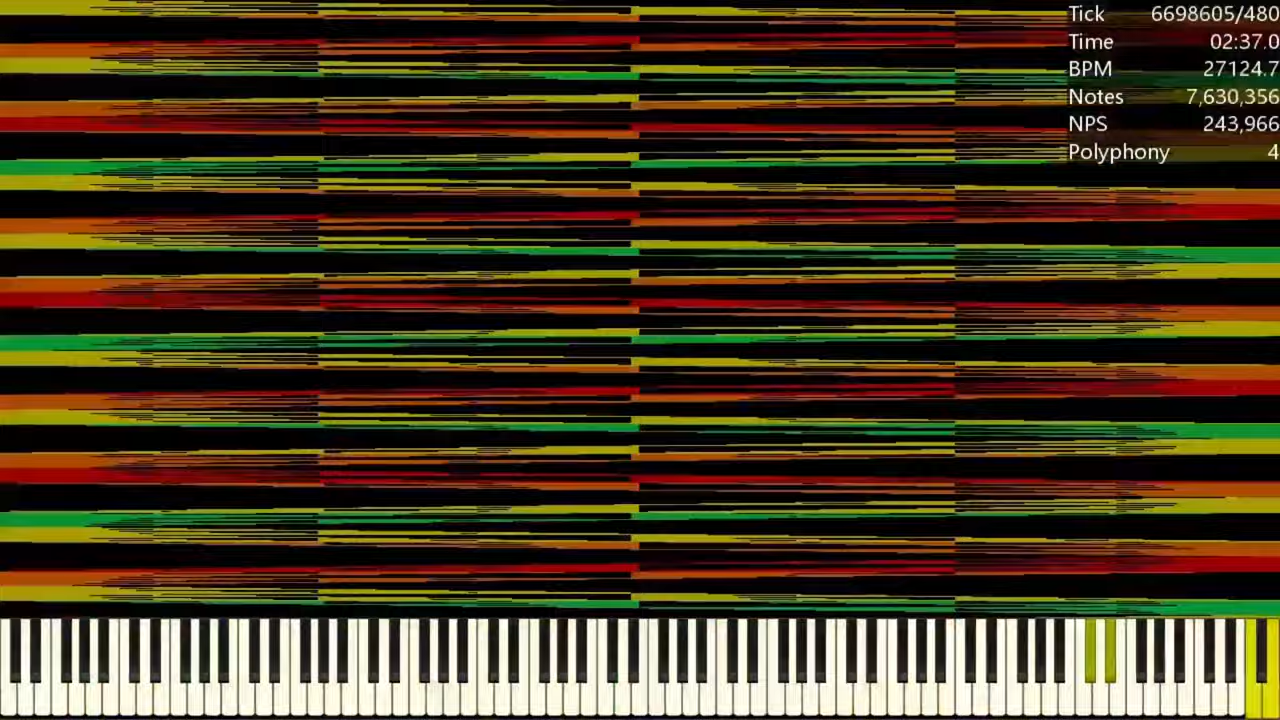 Tick 6698605/480
Time 02:37.0
BPM 27124.7
Notes 7,630,356
NPS 243,966
Polyphony 4